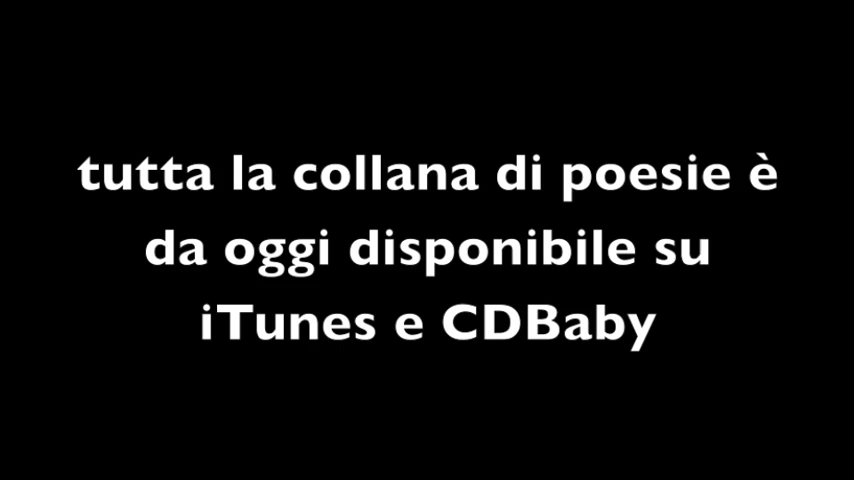 tutta la collana di poesie è
da oggi disponibile su
iTunes e CDBaby